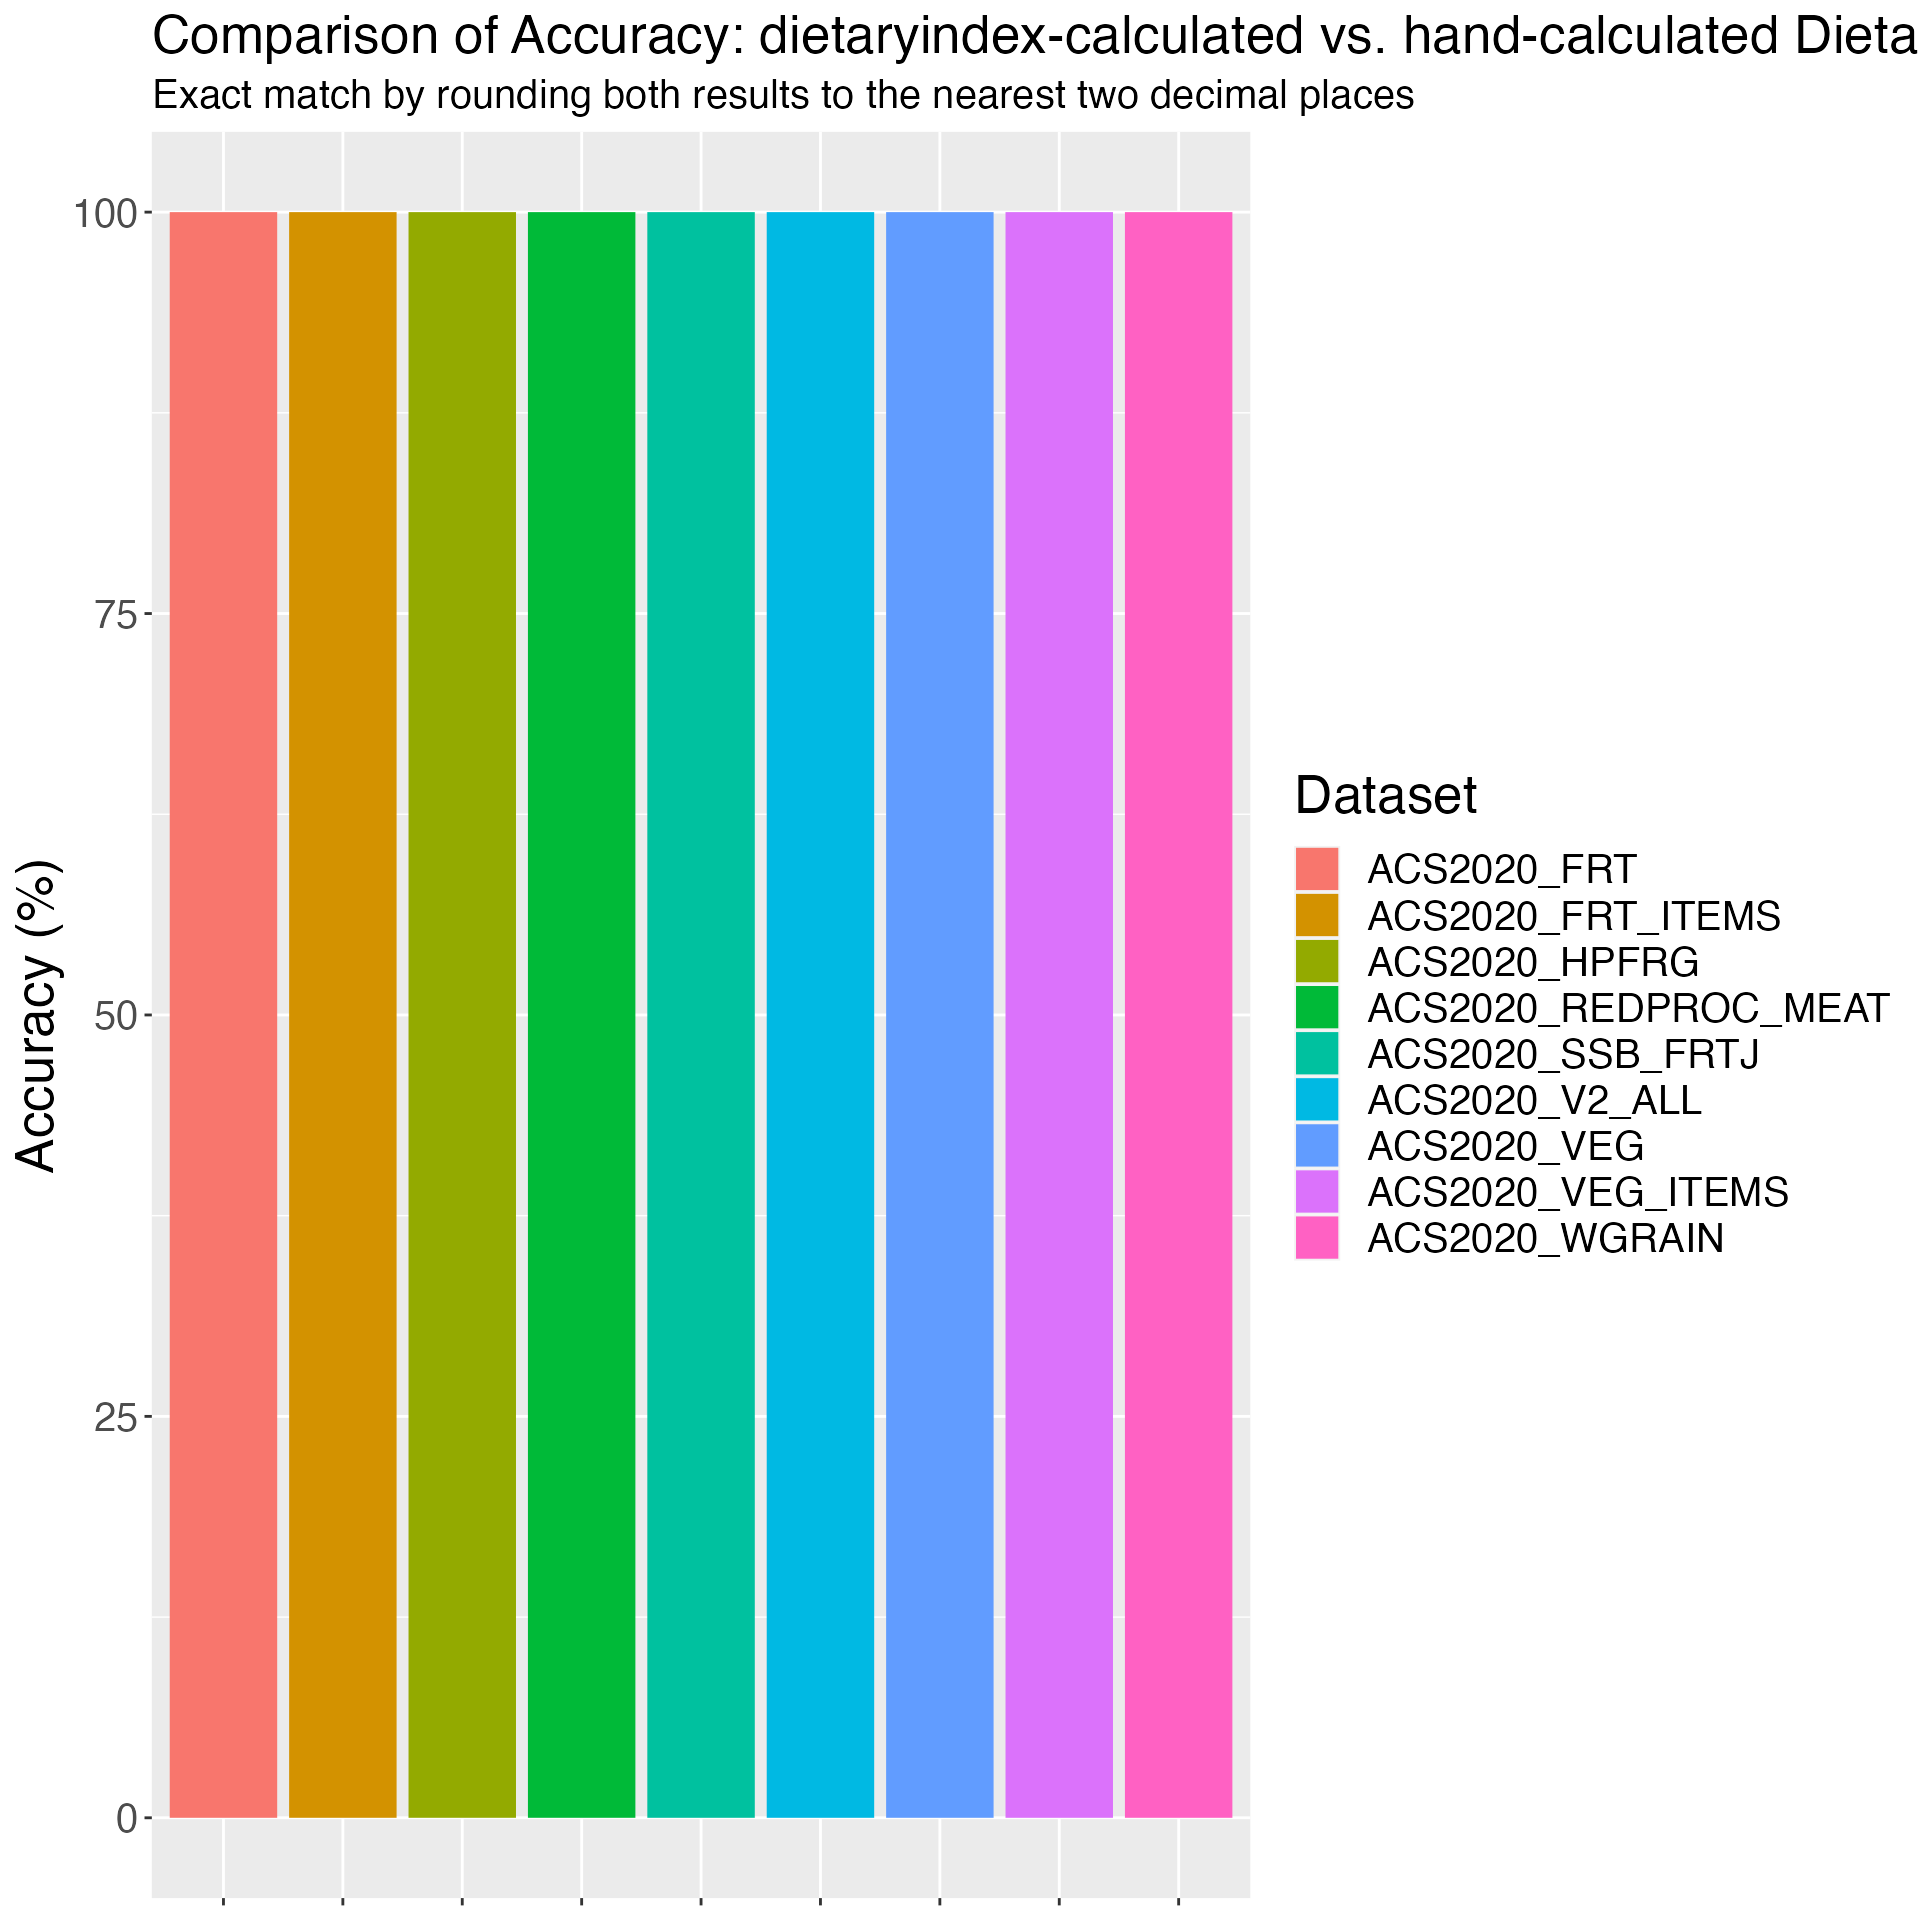 Comparison of Accuracy: dietaryindex-calculated vs. hand-calculated Dieta
Exact match by rounding both results to the nearest two decimal places
Accuracy (%)
100
75
50
25
0
Dataset
ACS2020_FRT
ACS2020_FRT_ITEMS
ACS2020_HPFRG
ACS2020_REDPROC_MEAT
ACS2020_SSB_FRTJ
ACS2020_V2_ALL
ACS2020_VEG
ACS2020_VEG_ITEMS
ACS2020_WGRAIN